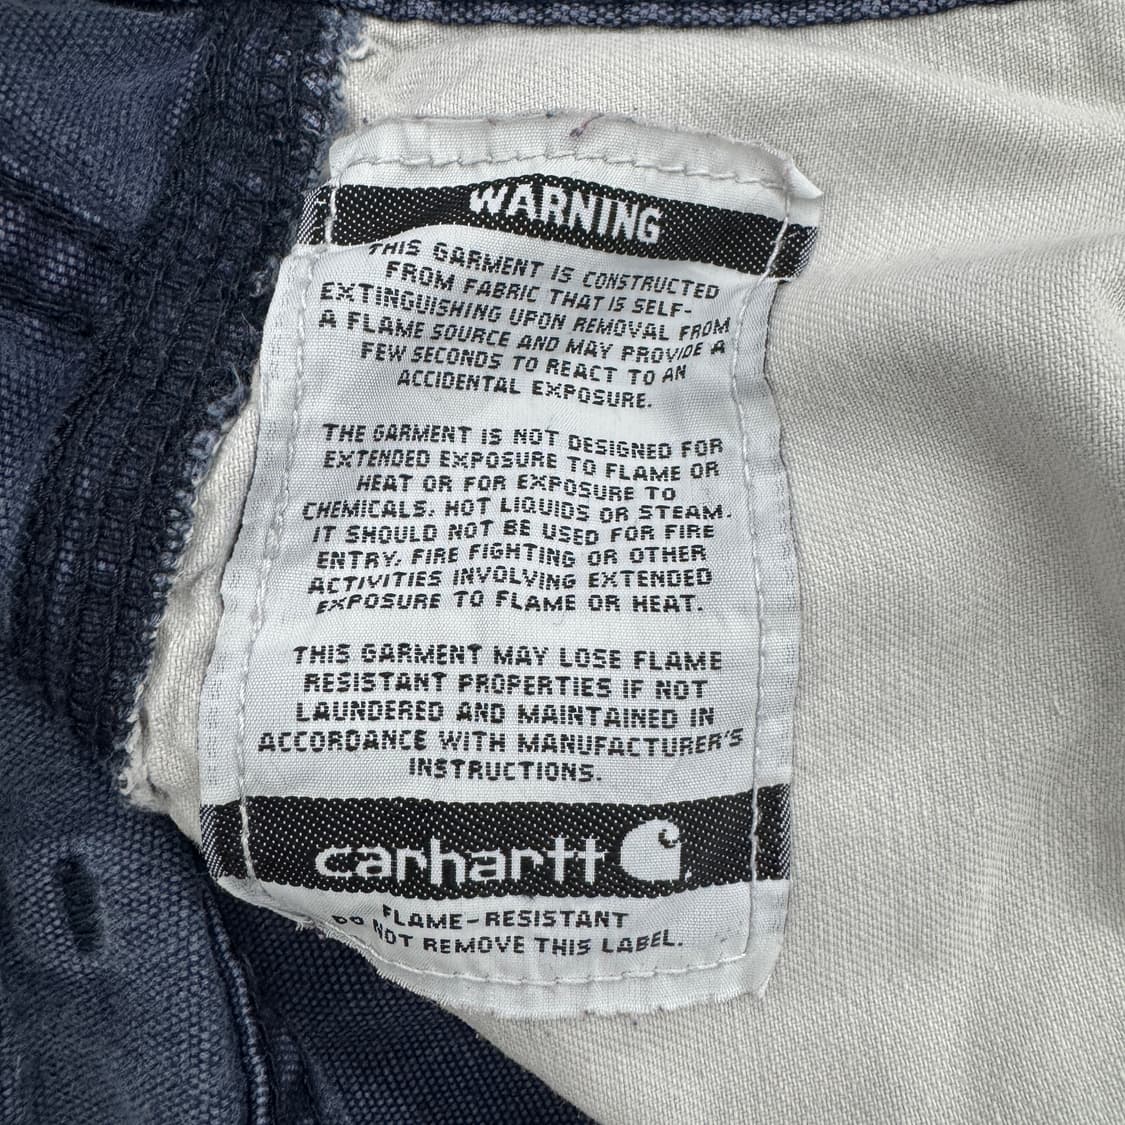 WARNING
THIS GARMENT IS CONSTRUCTED
FROM FABRIC THAT IS SELF-
EXTINGUISHING UPON REMOVAL FROM
A FLAME SOURCE AND MAY PROVIDE A
FEW SECONDS TO REACT TO AN
ACCIDENTAL EXPOSURE.
THE GARMENT IS NOT DESIGNED FOR
EXTENDED EXPOSURE TO FLAME OR
HEAT OR FOR EXPOSURE TO
CHEMICALS, HOT LIQUIDS OR STEAM.
IT SHOULD NOT BE USED FOR FIRE
ENTRY, FIRE FIGHTING OR OTHER
ACTIVITIES INVOLVING EXTENDED
EXPOSURE TO FLAME OR HEAT.
THIS GARMENT MAY LOSE FLAME
RESISTANT PROPERTIES IF NOT
LAUNDERED AND MAINTAINED IN
ACCORDANCE WITH MANUFACTURER'S
INSTRUCTIONS.
carhartt
FLAME-RESISTANT
DO NOT REMOVE THIS LABEL.